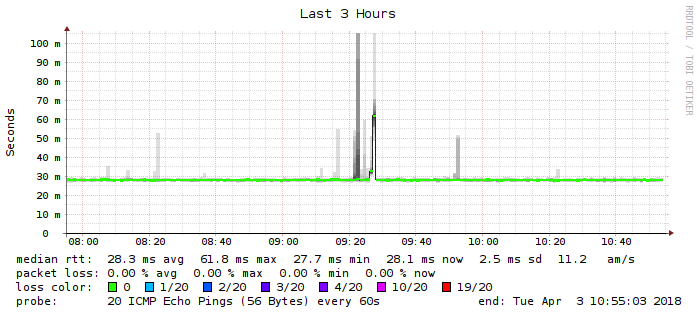 Last 3 Hours
RRDTOOL / TOBI OETIKER
Seconds
100 m
90 m
80 m
70 m
60 m
50 m
40 m
30 m
20 m
10 m
0
08:00 08:20 08:40 09:00 09:20 09:40 10:00 10:20 10:40
median rtt: 28.3 ms avg 61.8 ms max 27.7 ms min 28.1 ms now 2.5 ms sd 11.2 am/s
packet loss: 0.00 % avg 0.00 % max 0.00 % min 0.00 % now
loss color: 0 1/20 2/20 3/20 4/20 10/20 19/20
probe: 20 ICMP Echo Pings (56 Bytes) every 60s end: Tue Apr 3 10:55:03 2018